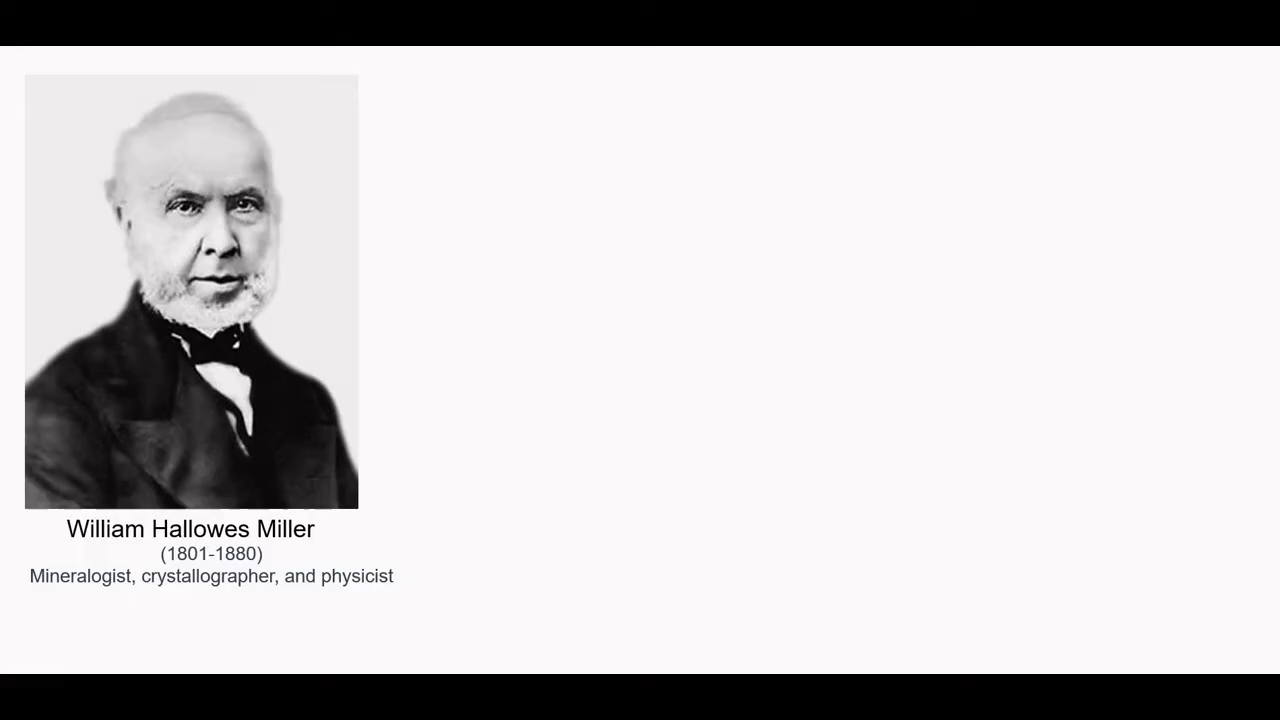 William Hallowes Miller
(1801-1880)
Mineralogist, crystallographer, and physicist